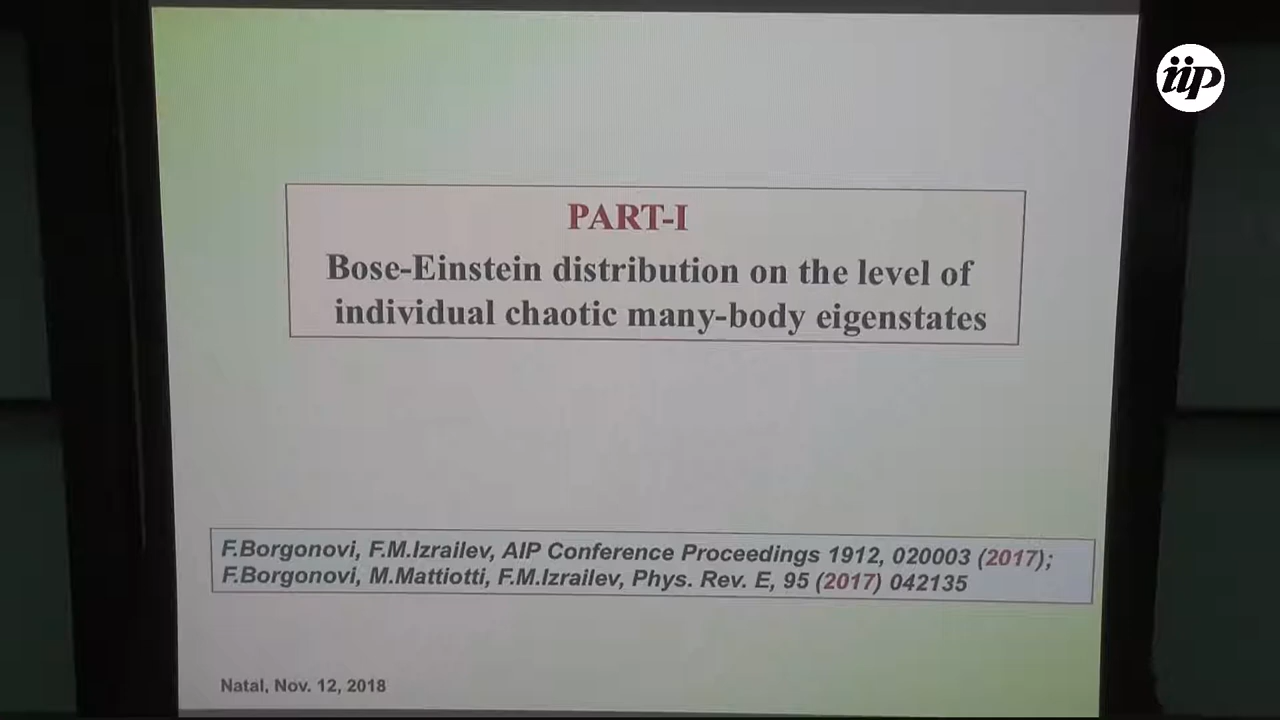 iip
PART-I
Bose-Einstein distribution on the level of
individual chaotic many-body eigenstates
F.Borgonovi, F.M.Izrailev, AIP Conference Proceedings 1912, 020003 (2017);
F.Borgonovi, M.Mattiotti, F.M.Izrailev, Phys. Rev. E, 95 (2017) 042135
Natal, Nov. 12, 2018